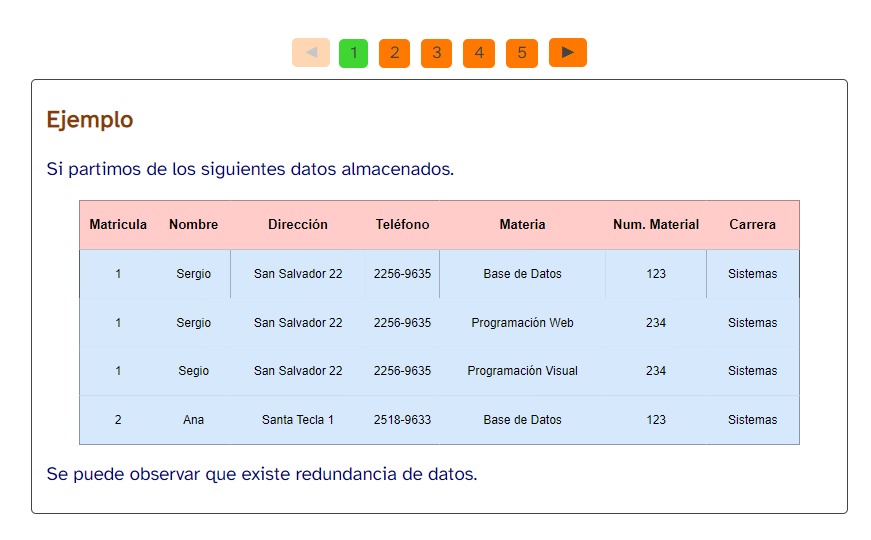 ◀ 1 2 3 4 5 ▶
Ejemplo
Si partimos de los siguientes datos almacenados.
Matricula Nombre Dirección Teléfono Materia Num. Material Carrera
1 Sergio San Salvador 22 2256-9635 Base de Datos 123 Sistemas
1 Sergio San Salvador 22 2256-9635 Programación Web 234 Sistemas
1 Segio San Salvador 22 2256-9635 Programación Visual 234 Sistemas
2 Ana Santa Tecla 1 2518-9633 Base de Datos 123 Sistemas
Se puede observar que existe redundancia de datos.